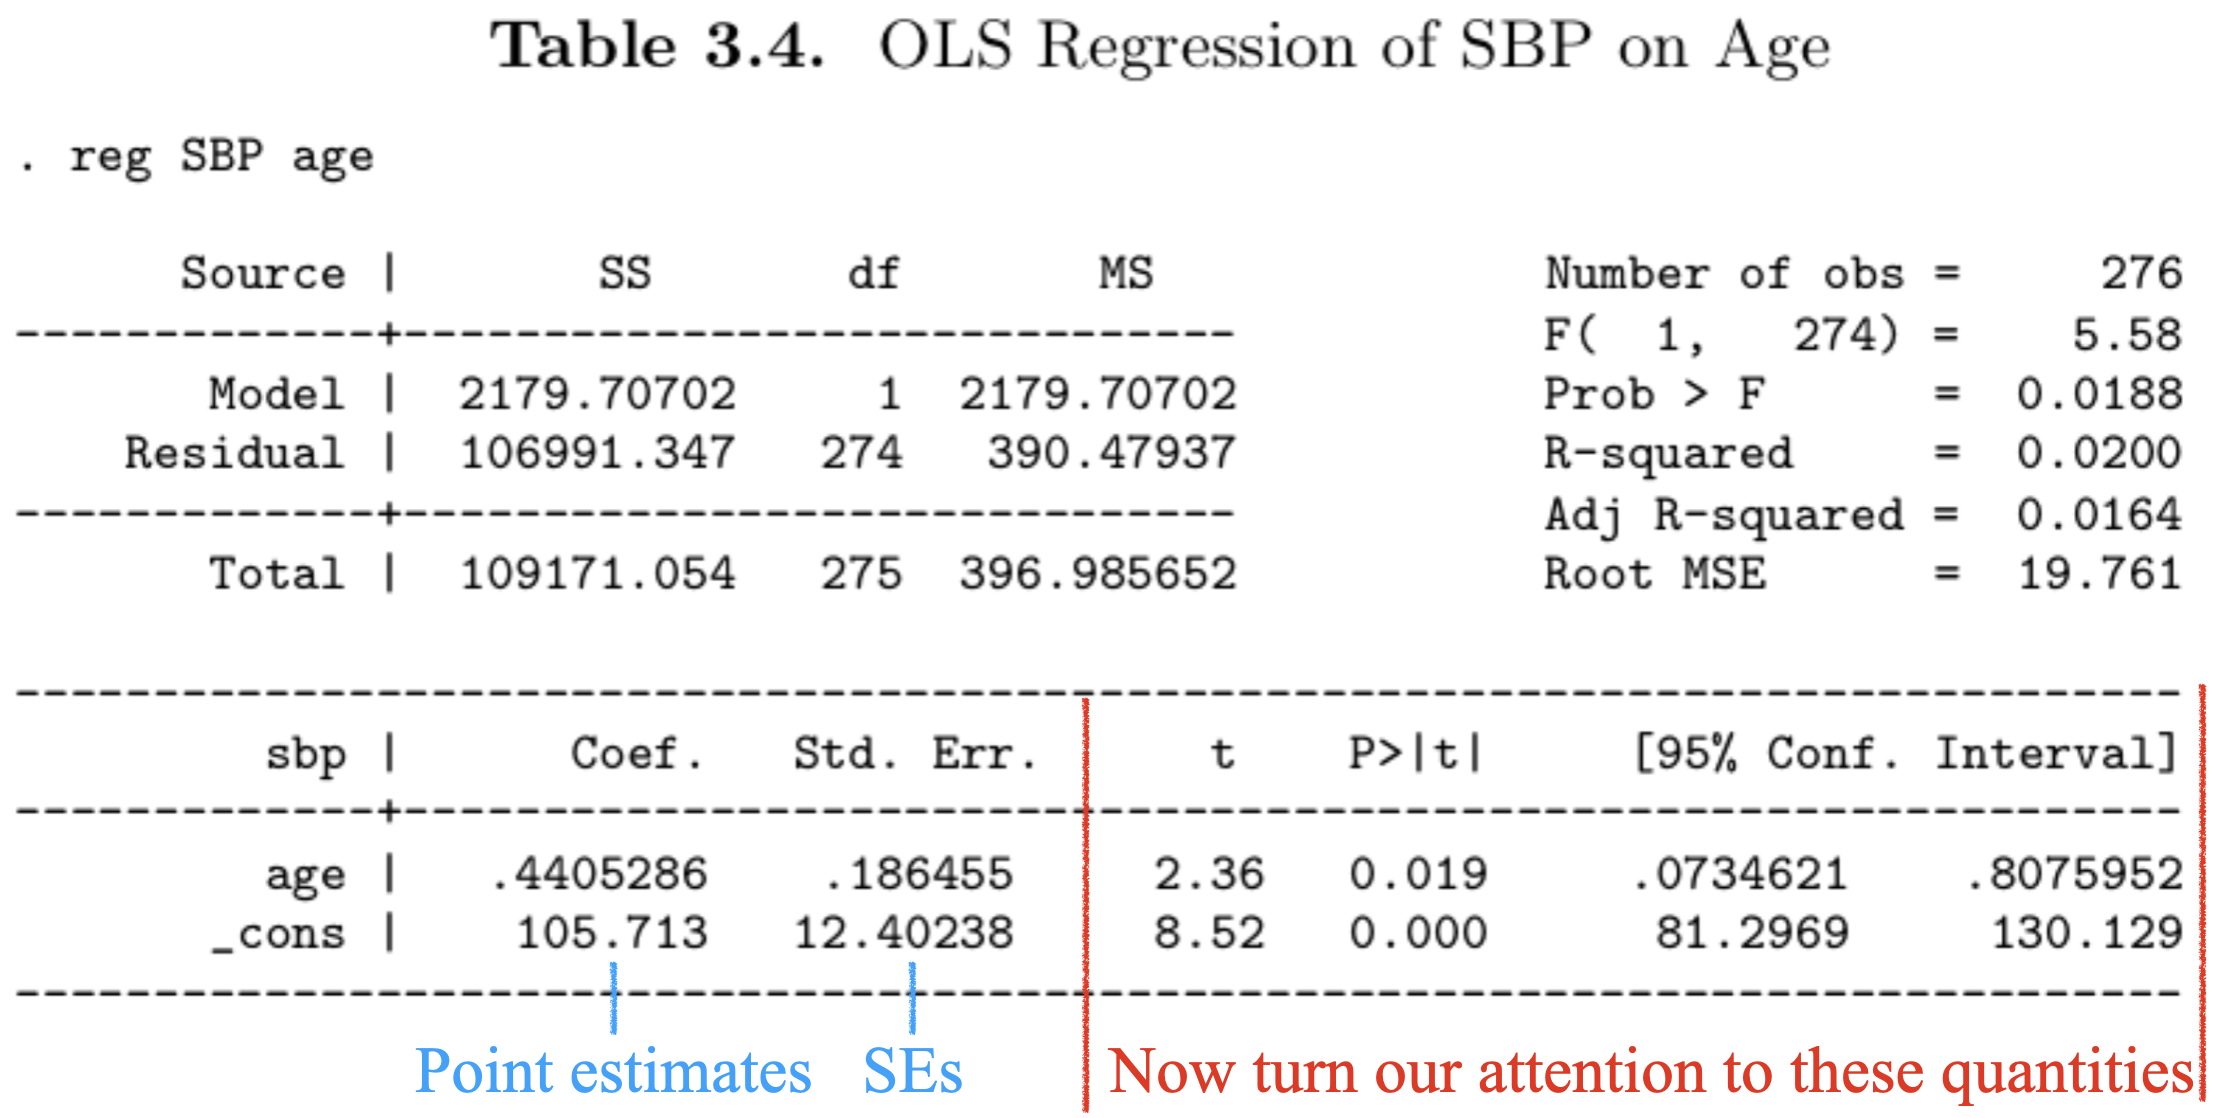 Table 3.4. OLS Regression of SBP on Age
. reg SBP age
Source | SS df MS Number of obs = 276
-------------+------------------------------ F( 1, 274) = 5.58
Model | 2179.70702 1 2179.70702 Prob > F = 0.0188
Residual | 106991.347 274 390.47937 R-squared = 0.0200
-------------+------------------------------ Adj R-squared = 0.0164
Total | 109171.054 275 396.985652 Root MSE = 19.761
------------------------------------------------------------------------------
sbp | Coef. Std. Err. t P>|t| [95% Conf. Interval]
-------------+----------------------------------------------------------------
age | .4405286 .186455 2.36 0.019 .0734621 .8075952
_cons | 105.713 12.40238 8.52 0.000 81.2969 130.129
------------------------------------------------------------------------------
Point estimates SEs Now turn our attention to these quantities